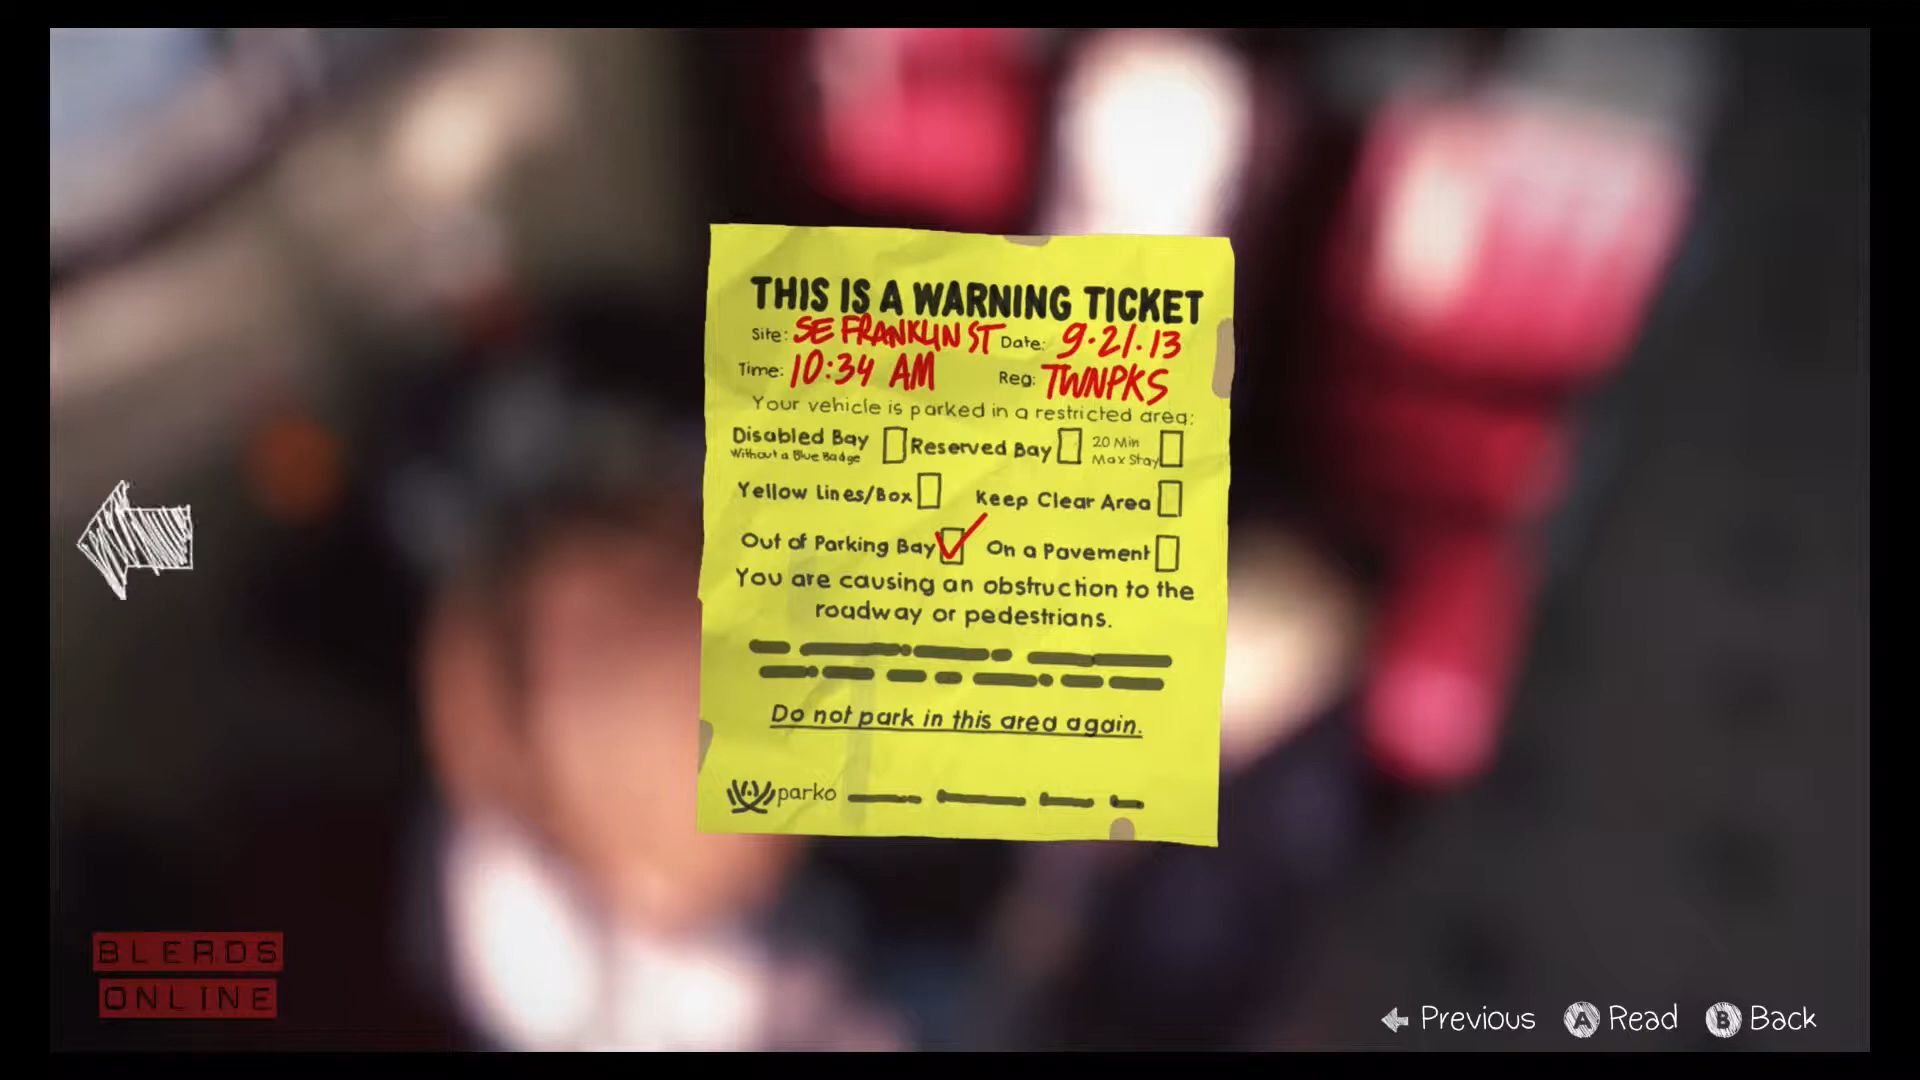 THIS IS A WARNING TICKET
Site: SE FRANKLIN ST Date: 9.21.13
Time: 10:34 AM Reg: TWNPKS
Your vehicle is parked in a restricted area:
Disabled Bay Reserved Bay 20 Min
Without a Blue Badge Max Stay
Yellow Lines/Box Keep Clear Area
Out of Parking Bay On a Pavement
You are causing an obstruction to the
roadway or pedestrians.
Do not park in this area again.
parko
BLERDS
ONLINE
Previous A Read B Back